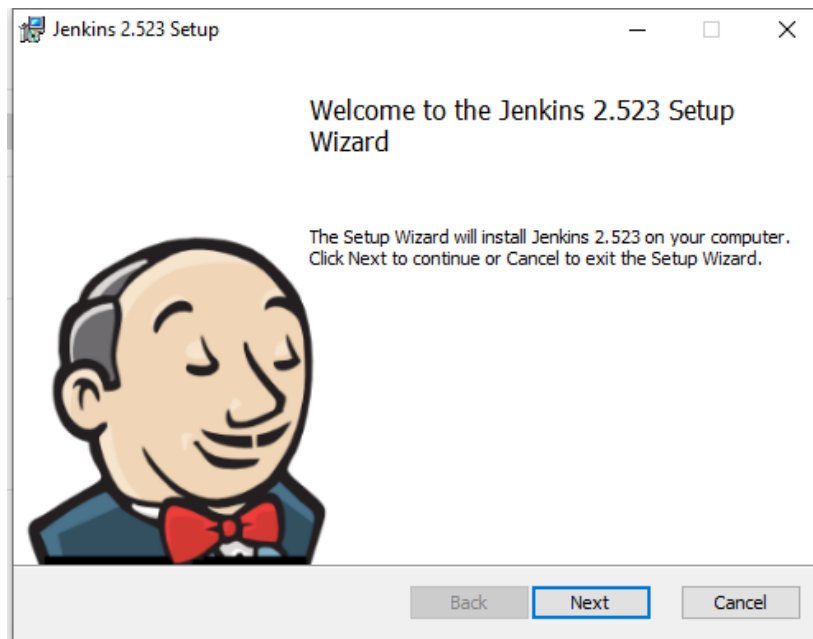 Jenkins 2.523 Setup
Welcome to the Jenkins 2.523 Setup
Wizard
The Setup Wizard will install Jenkins 2.523 on your computer.
Click Next to continue or Cancel to exit the Setup Wizard.
Back
Next
Cancel